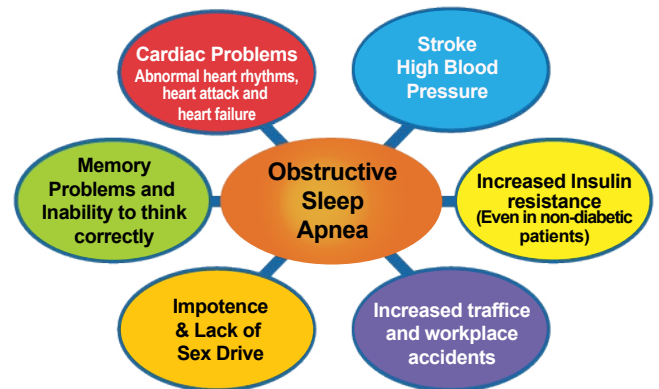 Cardiac Problems
Abnormal heart rhythms,
heart attack and
heart failure
Stroke
High Blood
Pressure
Memory
Problems and
Inability to think
correctly
Obstructive
Sleep
Apnea
Increased Insulin
resistance
(Even in non-diabetic
patients)
Impotence
& Lack of
Sex Drive
Increased traffice
and workplace
accidents